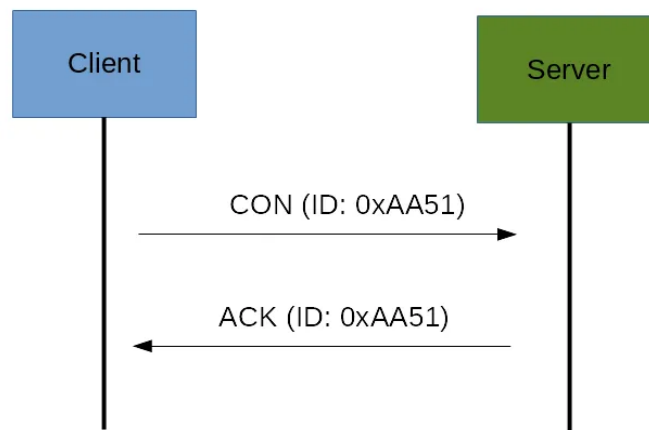 Client
Server
CON (ID: 0xAA51)
ACK (ID: 0xAA51)